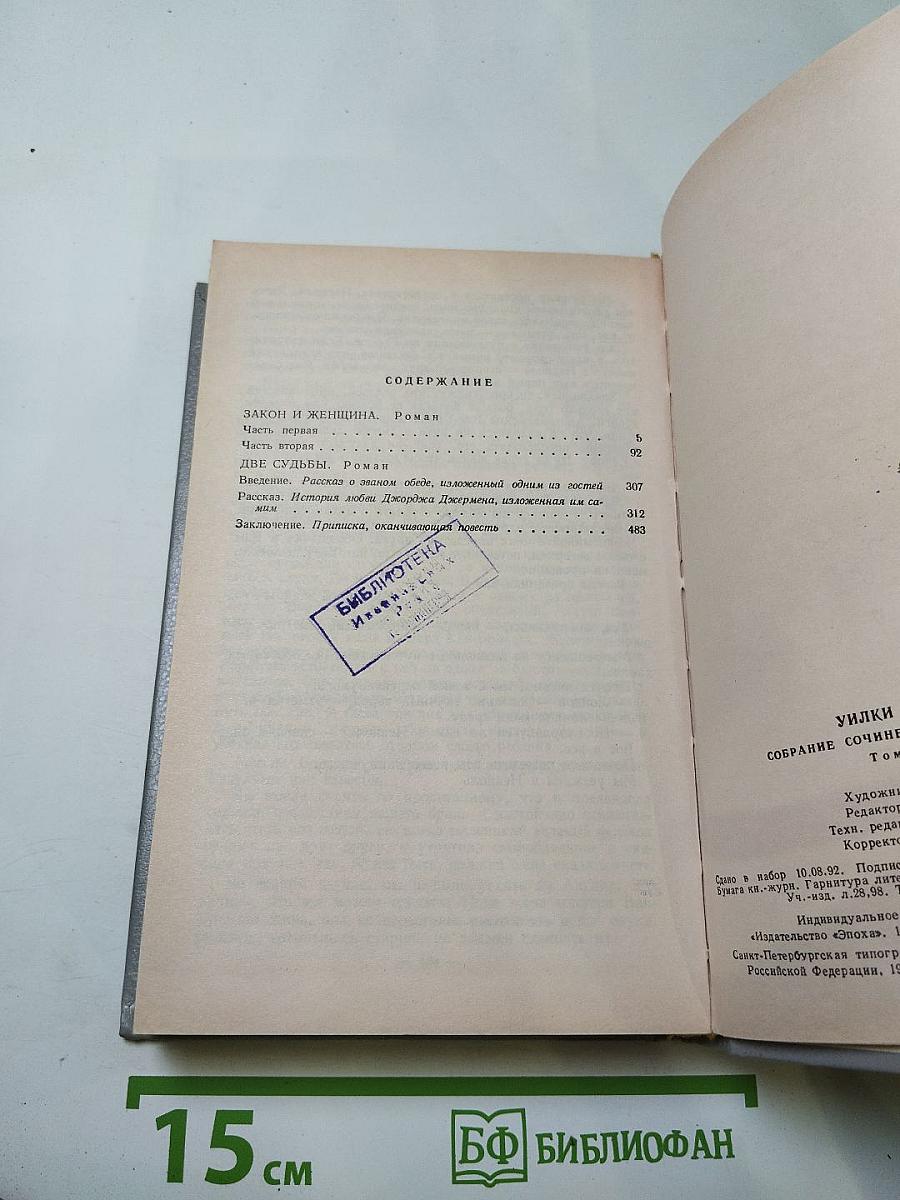 СОДЕРЖАНИЕ
ЗАКОН И ЖЕНЩИНА. Роман
Часть первая . . . . . . . . . . . . . . . . . . . . . . . . 5
Часть вторая . . . . . . . . . . . . . . . . . . . . . . . . 92
ДВЕ СУДЬБЫ. Роман
Введение. Рассказ о званом обеде, изложенный одним из гостей 307
Рассказ. История любви Джорджа Джермена, изложенная им са-
мим . . . . . . . . . . . . . . . . . . . . . . . . . . . . 312
Заключение. Приписка, оканчивающая повесть . . . . . . . . . 483
БИБЛИОТЕКА
УИЛКИ
СОБРАНИЕ СОЧИНЕ
Том
Художни
Редактор
Техн. реда
Коррект
Сдано в набор 10.08.92. Подпис
Бумага кн.-журн. Гарнитура лите
Уч.-изд. л.28,98. Т
Индивидуальное
«Издательство «Эпоха». 1
Санкт-Петербургская типогр
Российской Федерации, 19
15 см
БФ БИБЛИОФАН